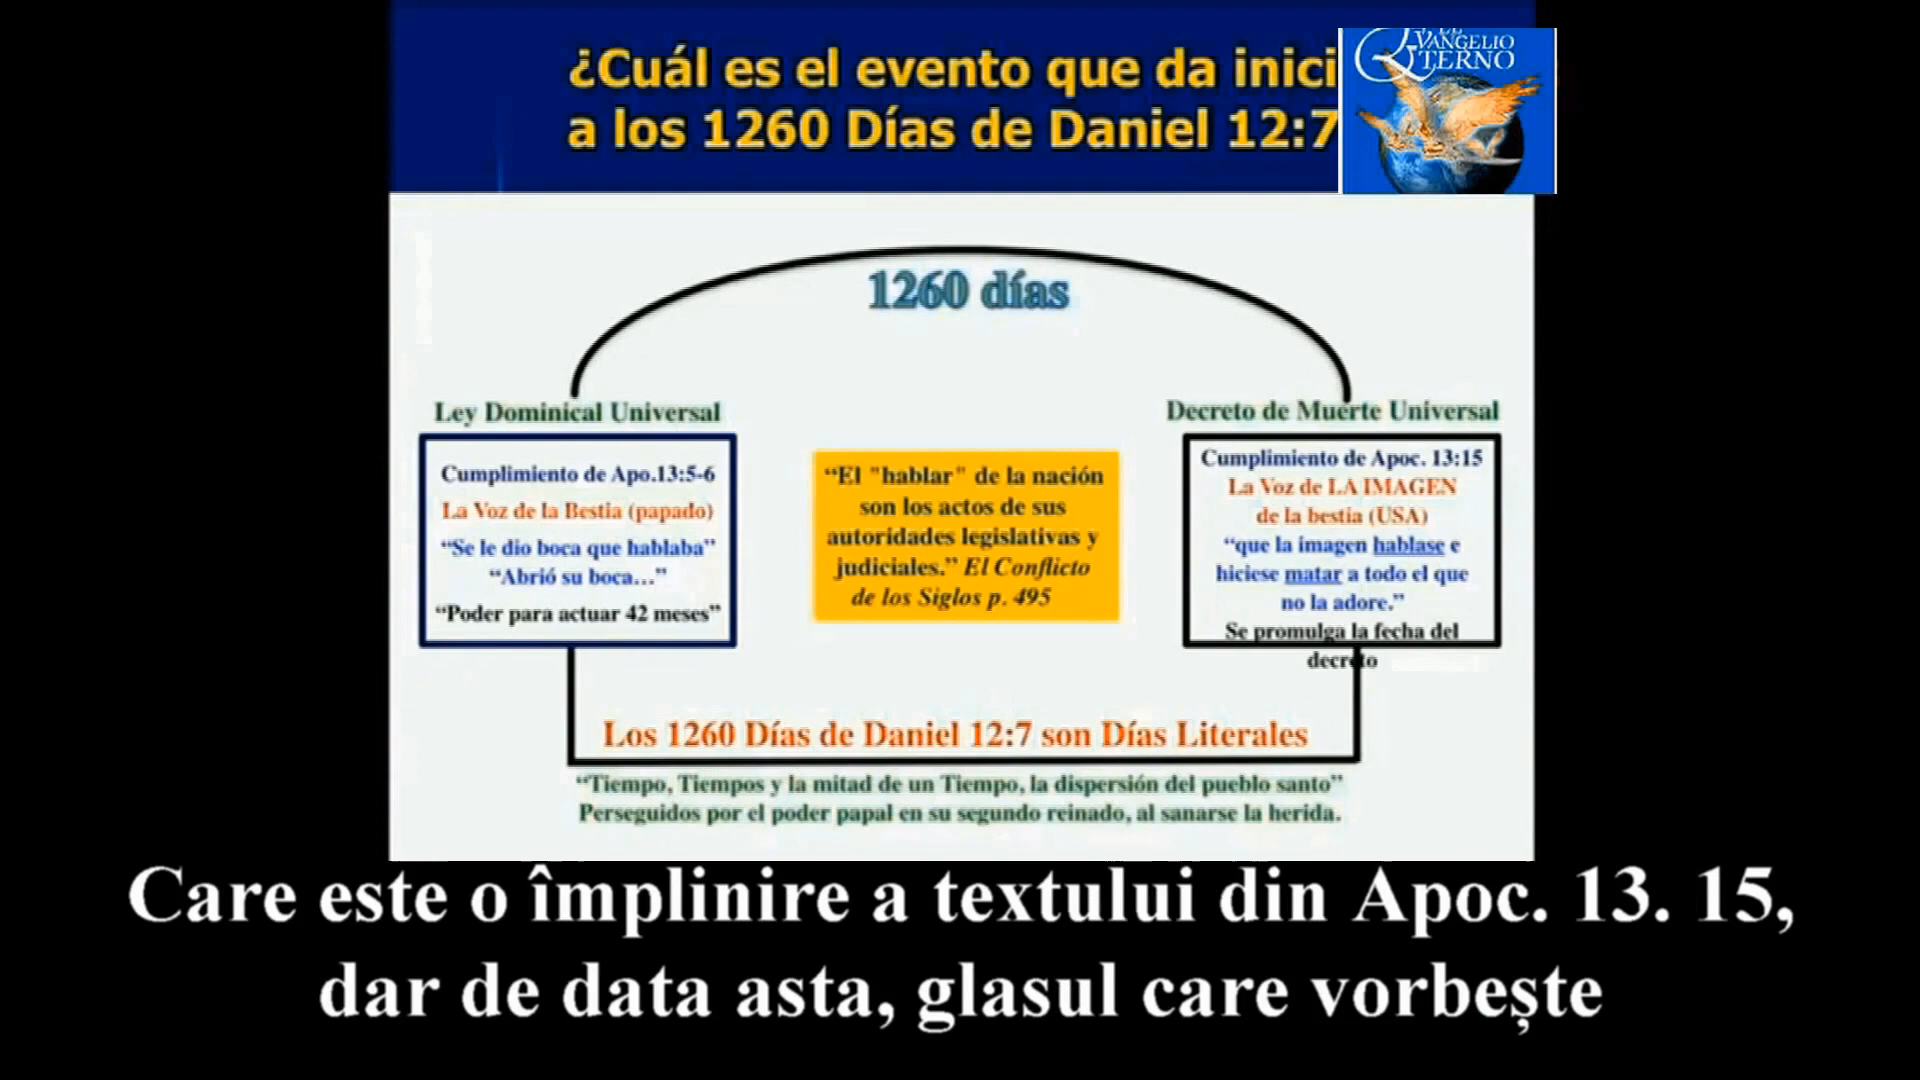 ¿Cuál es el evento que da inici
a los 1260 Días de Daniel 12:7
EVANGELIO
ETERNO
1260 días
Ley Dominical Universal
Cumplimiento de Apo.13:5-6
La Voz de la Bestia (papado)
“Se le dio boca que hablaba”
“Abrió su boca…”
“Poder para actuar 42 meses”
“El "hablar" de la nación
son los actos de sus
autoridades legislativas y
judiciales.” El Conflicto
de los Siglos p. 495
Decreto de Muerte Universal
Cumplimiento de Apoc. 13:15
La Voz de LA IMAGEN
de la bestia (USA)
“que la imagen hablase e
hiciese matar a todo el que
no la adore.”
Se promulga la fecha del
decreto
Los 1260 Días de Daniel 12:7 son Días Literales
“Tiempo, Tiempos y la mitad de un Tiempo, la dispersión del pueblo santo”
Perseguidos por el poder papal en su segundo reinado, al sanarse la herida.
Care este o împlinire a textului din Apoc. 13. 15,
dar de data asta, glasul care vorbește